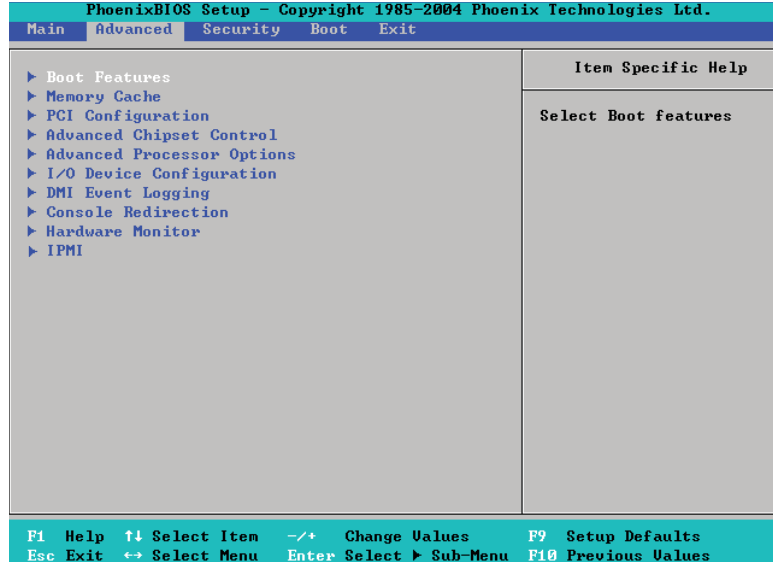 PhoenixBIOS Setup - Copyright 1985-2004 Phoenix Technologies Ltd.
Main Advanced Security Boot Exit
Item Specific Help
▶ Boot Features
▶ Memory Cache
▶ PCI Configuration
▶ Advanced Chipset Control
▶ Advanced Processor Options
▶ I/O Device Configuration
▶ DMI Event Logging
▶ Console Redirection
▶ Hardware Monitor
▶ IPMI
Select Boot features
F1 Help ↑↓ Select Item -/+ Change Values F9 Setup Defaults
Esc Exit ↔ Select Menu Enter Select ▶ Sub-Menu F10 Previous Values